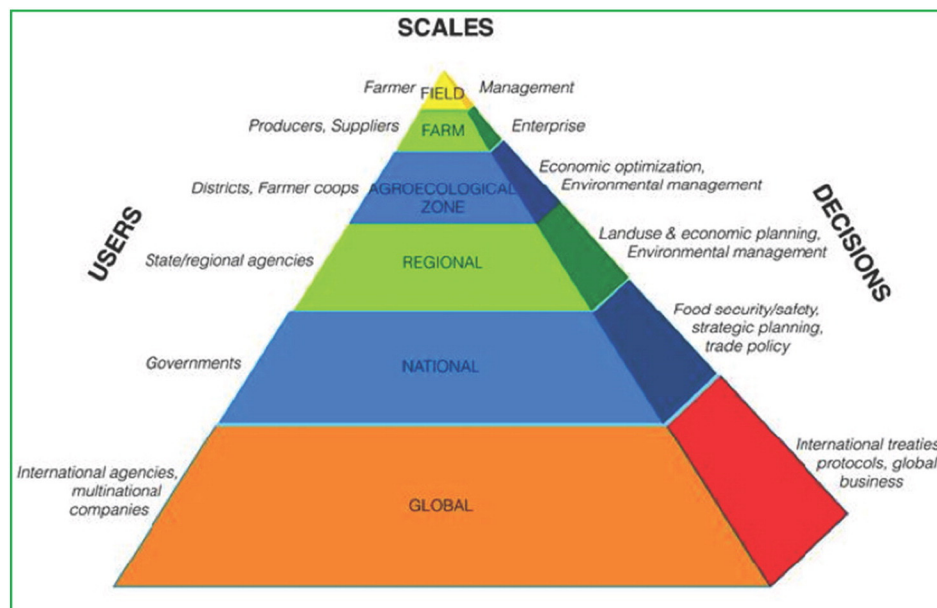 SCALES
Farmer
FIELD
Management
Producers, Suppliers
FARM
Enterprise
Districts, Farmer coops
AGROECOLOGICAL
ZONE
Economic optimization,
Environmental management
USERS
DECISIONS
State/regional agencies
REGIONAL
Landuse & economic planning,
Environmental management
Governments
NATIONAL
Food security/safety,
strategic planning,
trade policy
International agencies,
multinational
companies
GLOBAL
International treaties
protocols, global
business